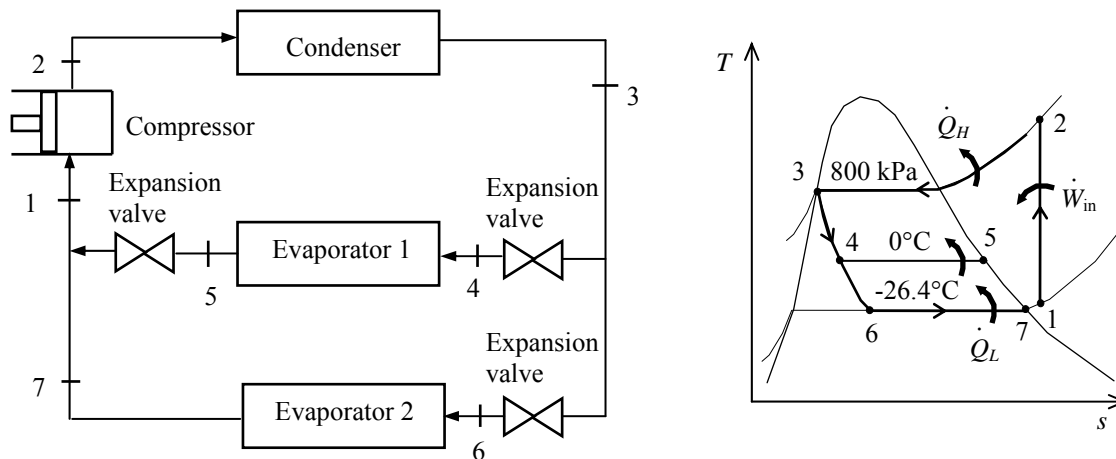 Condenser
2
3
Compressor
1
Expansion
valve
Expansion
valve
Evaporator 1
5
4
Expansion
valve
7
Evaporator 2
6
T
2
Q̇H
3
800 kPa
Ẇin
4
0°C
5
-26.4°C
6
7
1
Q̇L
s